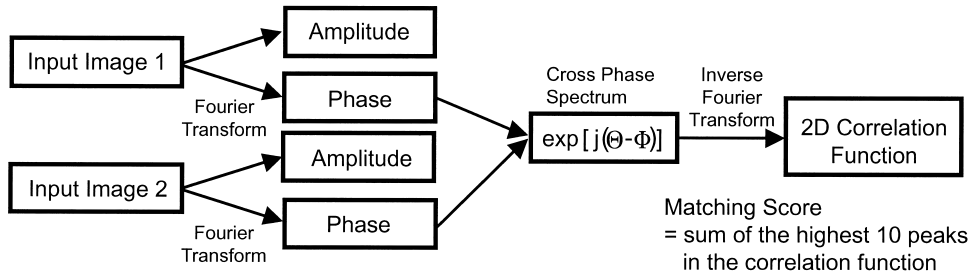 Input Image 1
Amplitude
Phase
Fourier
Transform
Input Image 2
Amplitude
Phase
Fourier
Transform
Cross Phase
Spectrum
exp[j(Θ-Φ)]
Inverse
Fourier
Transform
2D Correlation
Function
Matching Score
= sum of the highest 10 peaks
in the correlation function